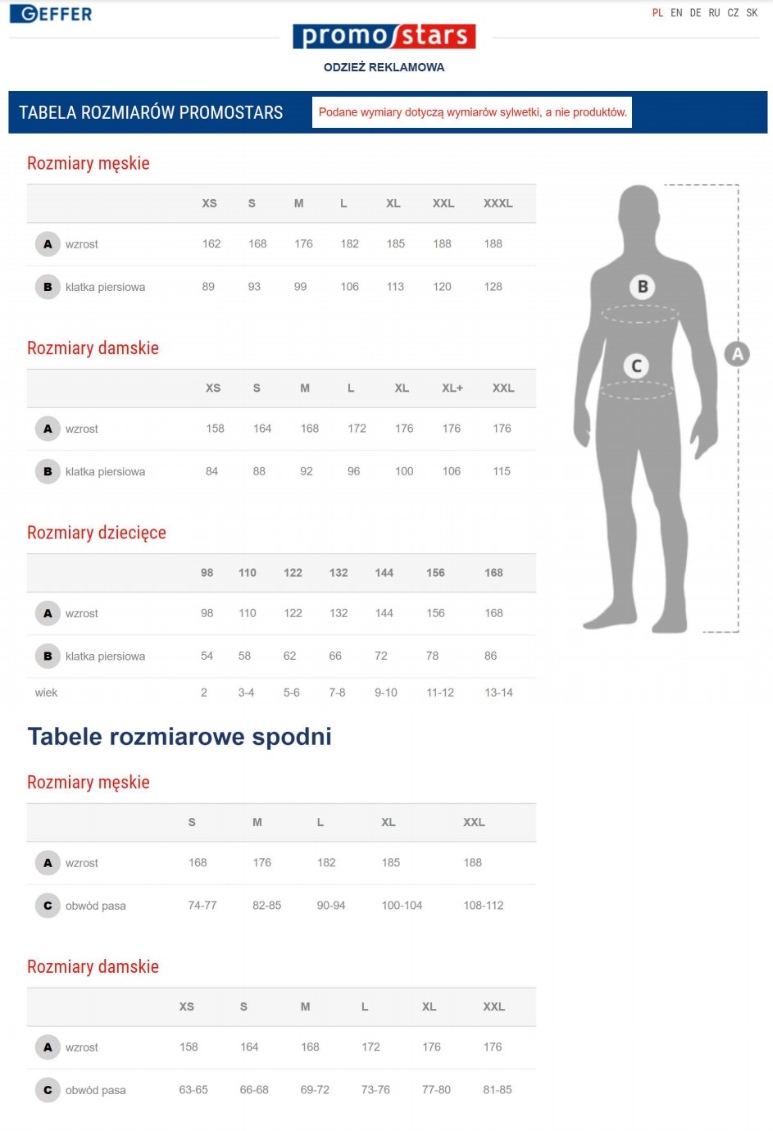 GEFFER
PL EN DE RU CZ SK
promo stars
ODZIEŻ REKLAMOWA
TABELA ROZMIARÓW PROMOSTARS
Podane wymiary dotyczą wymiarów sylwetki, a nie produktów.
Rozmiary męskie
XS S M L XL XXL XXXL
A wzrost 162 168 176 182 185 188 188
B klatka piersiowa 89 93 99 106 113 120 128
Rozmiary damskie
XS S M L XL XL+ XXL
A wzrost 158 164 168 172 176 176 176
B klatka piersiowa 84 88 92 96 100 106 115
Rozmiary dziecięce
98 110 122 132 144 156 168
A wzrost 98 110 122 132 144 156 168
B klatka piersiowa 54 58 62 66 72 78 86
wiek 2 3-4 5-6 7-8 9-10 11-12 13-14
B
C
A
Tabele rozmiarowe spodni
Rozmiary męskie
S M L XL XXL
A wzrost 168 176 182 185 188
C obwód pasa 74-77 82-85 90-94 100-104 108-112
Rozmiary damskie
XS S M L XL XXL
A wzrost 158 164 168 172 176 176
C obwód pasa 63-65 66-68 69-72 73-76 77-80 81-85